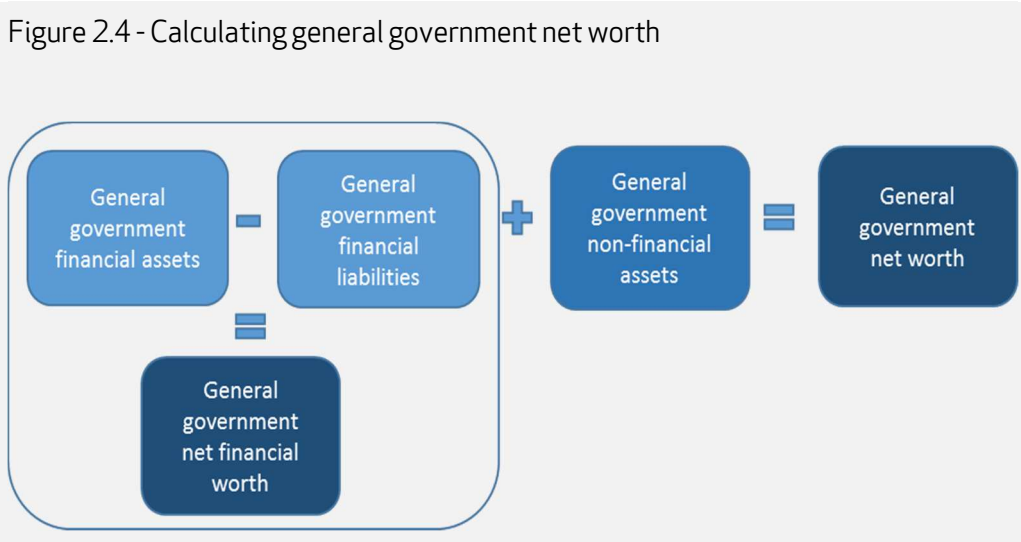 Figure 2.4 - Calculating general government net worth
General
government
financial assets
-
General
government
financial
liabilities
+
General
government
non-financial
assets
=
General
government
net worth
=
General
government
net financial
worth